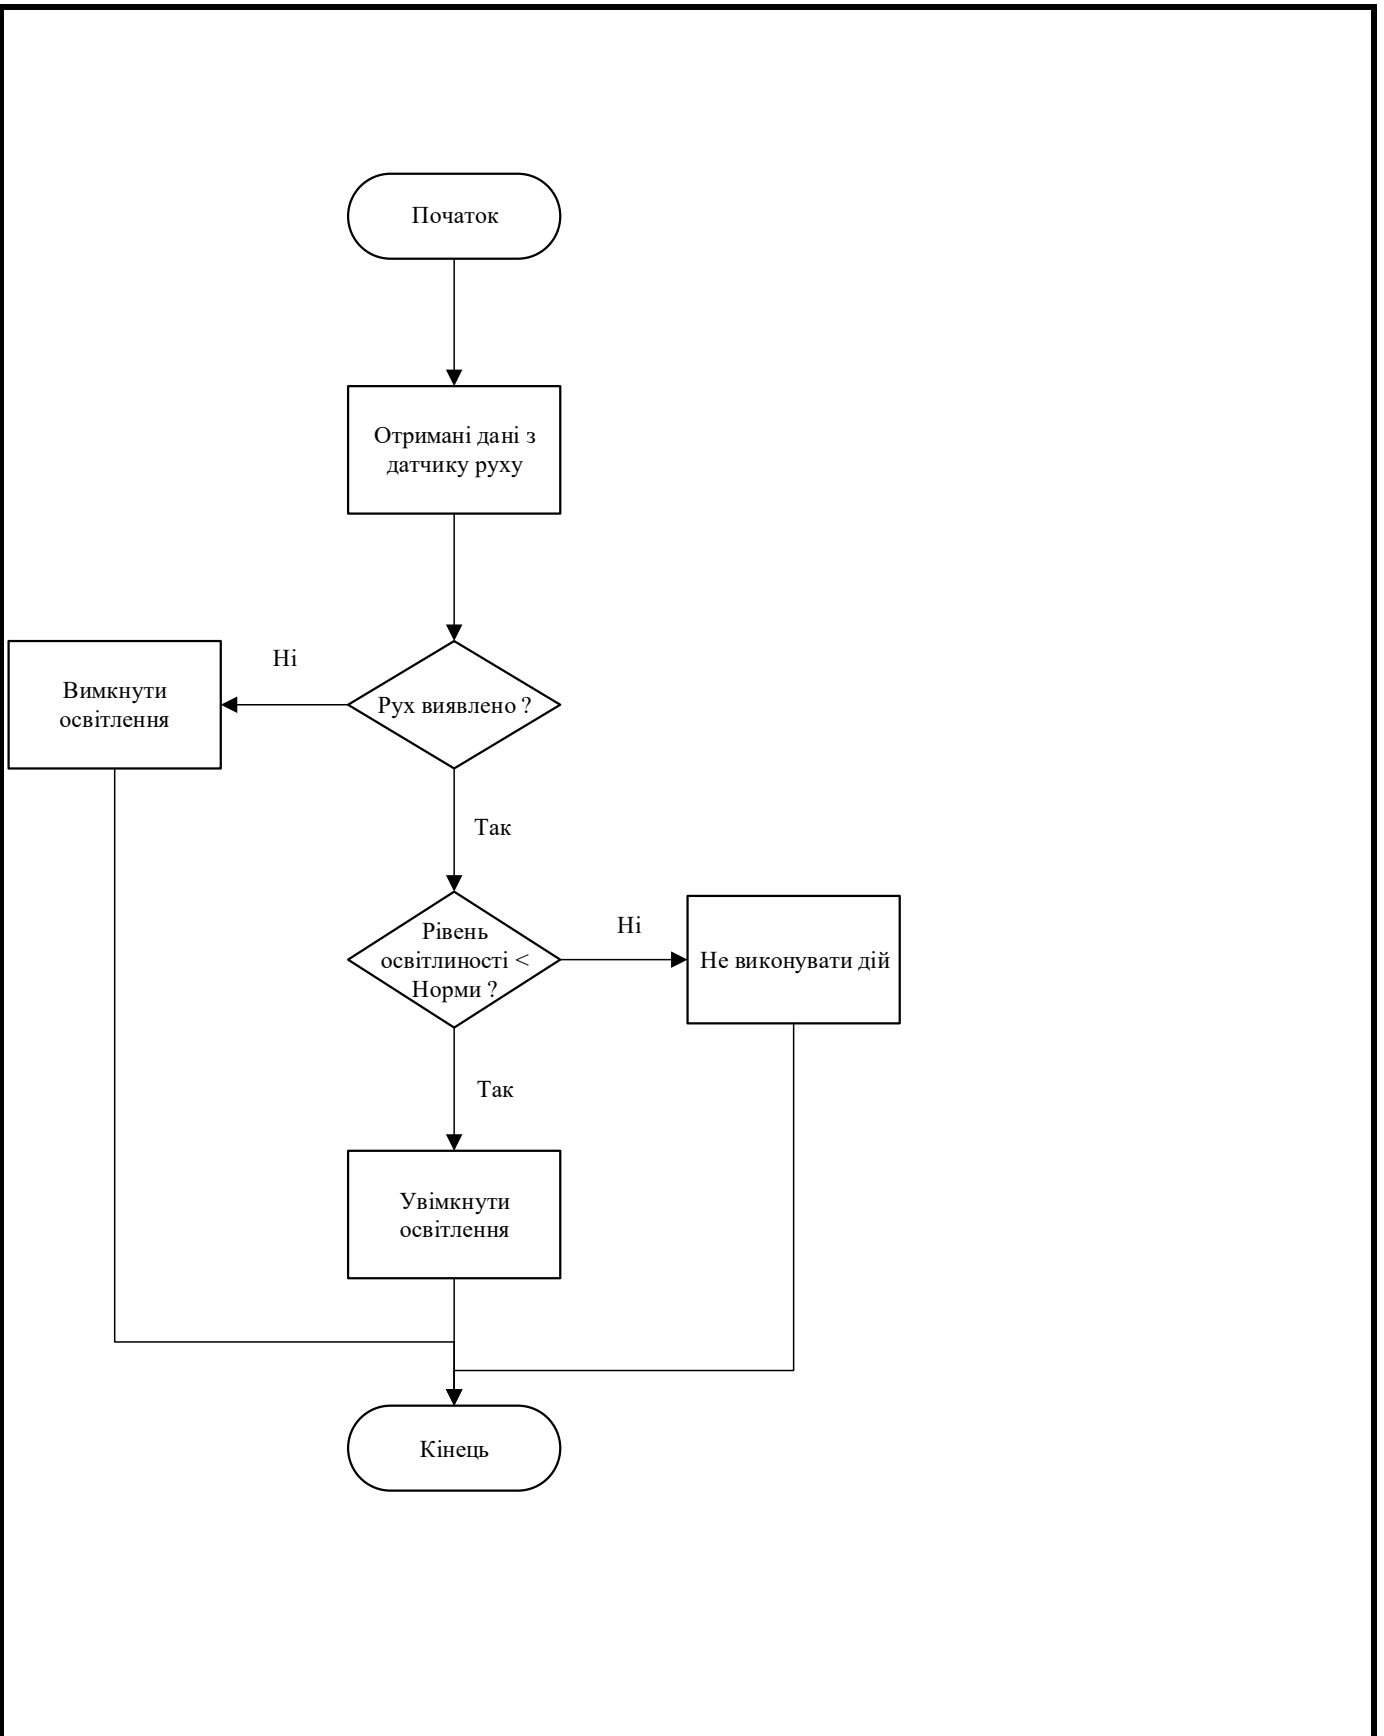 Початок
Отримані дані з
датчику руху
Ні
Вимкнути
освітлення
Рух виявлено ?
Так
Рівень
освітлиності <
Норми ?
Ні
Не виконувати дій
Так
Увімкнути
освітлення
Кінець